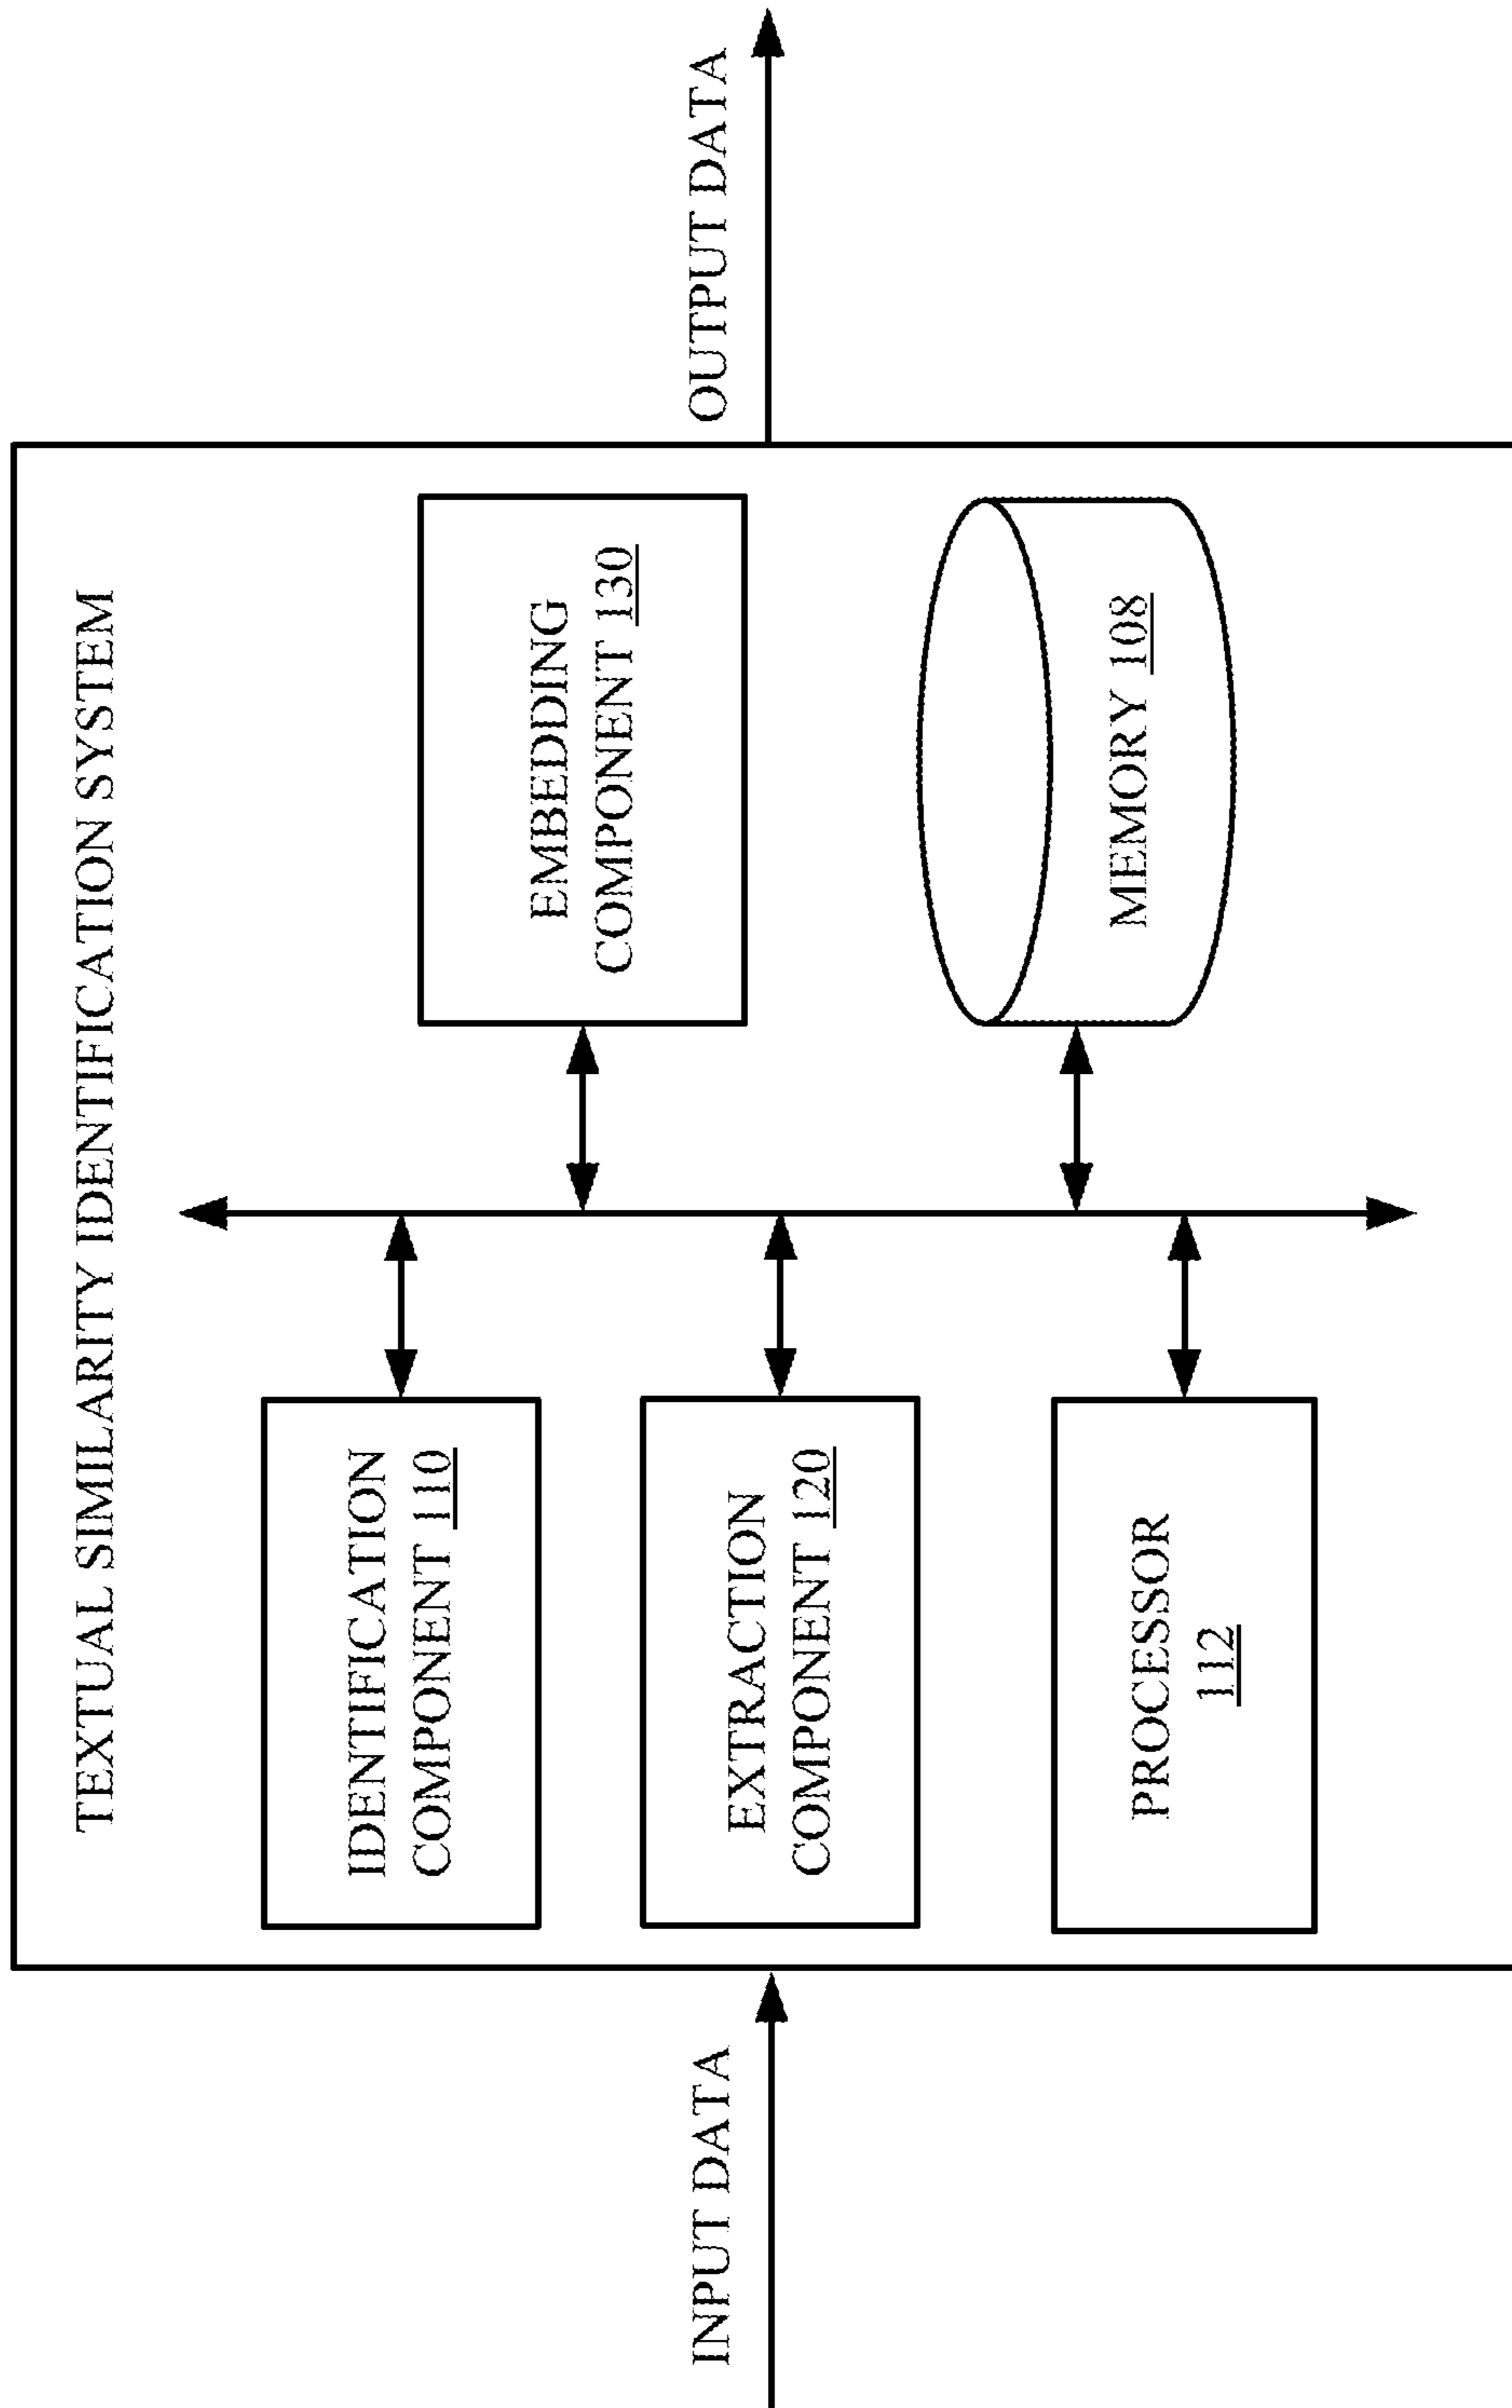 TEXTUAL SIMILARITY IDENTIFICATION SYSTEM
INPUT DATA
IDENTIFICATION
COMPONENT 110
EXTRACTION
COMPONENT 120
PROCESSOR
112
EMBEDDING
COMPONENT 130
MEMORY 108
OUTPUT DATA